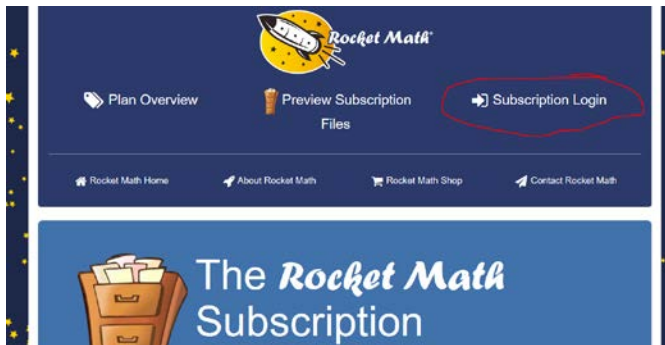 Rocket Math®
Plan Overview
Preview Subscription
Files
Subscription Login
Rocket Math Home
About Rocket Math
Rocket Math Shop
Contact Rocket Math
The Rocket Math
Subscription